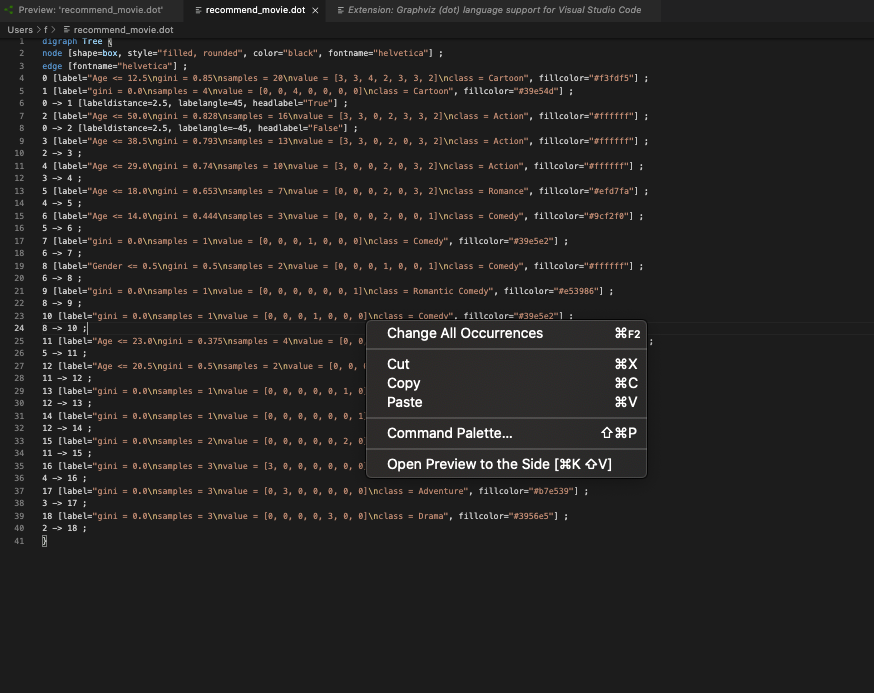 Preview: 'recommend_movie.dot'
recommend_movie.dot ×
Extension: Graphviz (dot) language support for Visual Studio Code
Users > f > recommend_movie.dot
1 digraph Tree {
2 node [shape=box, style="filled, rounded", color="black", fontname="helvetica"] ;
3 edge [fontname="helvetica"] ;
4 0 [label="Age <= 12.5\ngini = 0.85\nsamples = 20\nvalue = [3, 3, 4, 2, 3, 3, 2]\nclass = Cartoon", fillcolor="#f3fdf5"] ;
5 1 [label="gini = 0.0\nsamples = 4\nvalue = [0, 0, 4, 0, 0, 0, 0]\nclass = Cartoon", fillcolor="#39e54d"] ;
6 0 -> 1 [labeldistance=2.5, labelangle=45, headlabel="True"] ;
7 2 [label="Age <= 50.0\ngini = 0.828\nsamples = 16\nvalue = [3, 3, 0, 2, 3, 3, 2]\nclass = Action", fillcolor="#ffffff"] ;
8 0 -> 2 [labeldistance=2.5, labelangle=-45, headlabel="False"] ;
9 3 [label="Age <= 38.5\ngini = 0.793\nsamples = 13\nvalue = [3, 3, 0, 2, 0, 3, 2]\nclass = Action", fillcolor="#ffffff"] ;
10 2 -> 3 ;
11 4 [label="Age <= 29.0\ngini = 0.74\nsamples = 10\nvalue = [3, 0, 0, 2, 0, 3, 2]\nclass = Action", fillcolor="#ffffff"] ;
12 3 -> 4 ;
13 5 [label="Age <= 18.0\ngini = 0.653\nsamples = 7\nvalue = [0, 0, 0, 2, 0, 3, 2]\nclass = Romance", fillcolor="#efd7fa"] ;
14 4 -> 5 ;
15 6 [label="Age <= 14.0\ngini = 0.444\nsamples = 3\nvalue = [0, 0, 0, 2, 0, 0, 1]\nclass = Comedy", fillcolor="#9cf2f0"] ;
16 5 -> 6 ;
17 7 [label="gini = 0.0\nsamples = 1\nvalue = [0, 0, 0, 1, 0, 0, 0]\nclass = Comedy", fillcolor="#39e5e2"] ;
18 6 -> 7 ;
19 8 [label="Gender <= 0.5\ngini = 0.5\nsamples = 2\nvalue = [0, 0, 0, 1, 0, 0, 1]\nclass = Comedy", fillcolor="#ffffff"] ;
20 6 -> 8 ;
21 9 [label="gini = 0.0\nsamples = 1\nvalue = [0, 0, 0, 0, 0, 0, 1]\nclass = Romantic Comedy", fillcolor="#e53986"] ;
22 8 -> 9 ;
23 10 [label="gini = 0.0\nsamples = 1\nvalue = [0, 0, 0, 1, 0, 0, 0]\nclass = Comedy", fillcolor="#39e5e2"] ;
24 8 -> 10 ;
25 11 [label="Age <= 23.0\ngini = 0.375\nsamples = 4\nvalue = [0, 0 ;
26 5 -> 11 ;
27 12 [label="Age <= 20.5\ngini = 0.5\nsamples = 2\nvalue = [0, 0,
28 11 -> 12 ;
29 13 [label="gini = 0.0\nsamples = 1\nvalue = [0, 0, 0, 0, 0, 1, 0]
30 12 -> 13 ;
31 14 [label="gini = 0.0\nsamples = 1\nvalue = [0, 0, 0, 0, 0, 0, 1]
32 12 -> 14 ;
33 15 [label="gini = 0.0\nsamples = 2\nvalue = [0, 0, 0, 0, 0, 2, 0]
34 11 -> 15 ;
35 16 [label="gini = 0.0\nsamples = 3\nvalue = [3, 0, 0, 0, 0, 0, 0]
36 4 -> 16 ;
37 17 [label="gini = 0.0\nsamples = 3\nvalue = [0, 3, 0, 0, 0, 0, 0]\nclass = Adventure", fillcolor="#b7e539"] ;
38 3 -> 17 ;
39 18 [label="gini = 0.0\nsamples = 3\nvalue = [0, 0, 0, 0, 3, 0, 0]\nclass = Drama", fillcolor="#3956e5"] ;
40 2 -> 18 ;
41 }
Change All Occurrences ⌘F2
Cut ⌘X
Copy ⌘C
Paste ⌘V
Command Palette... ⇧⌘P
Open Preview to the Side [⌘K ⇧V]